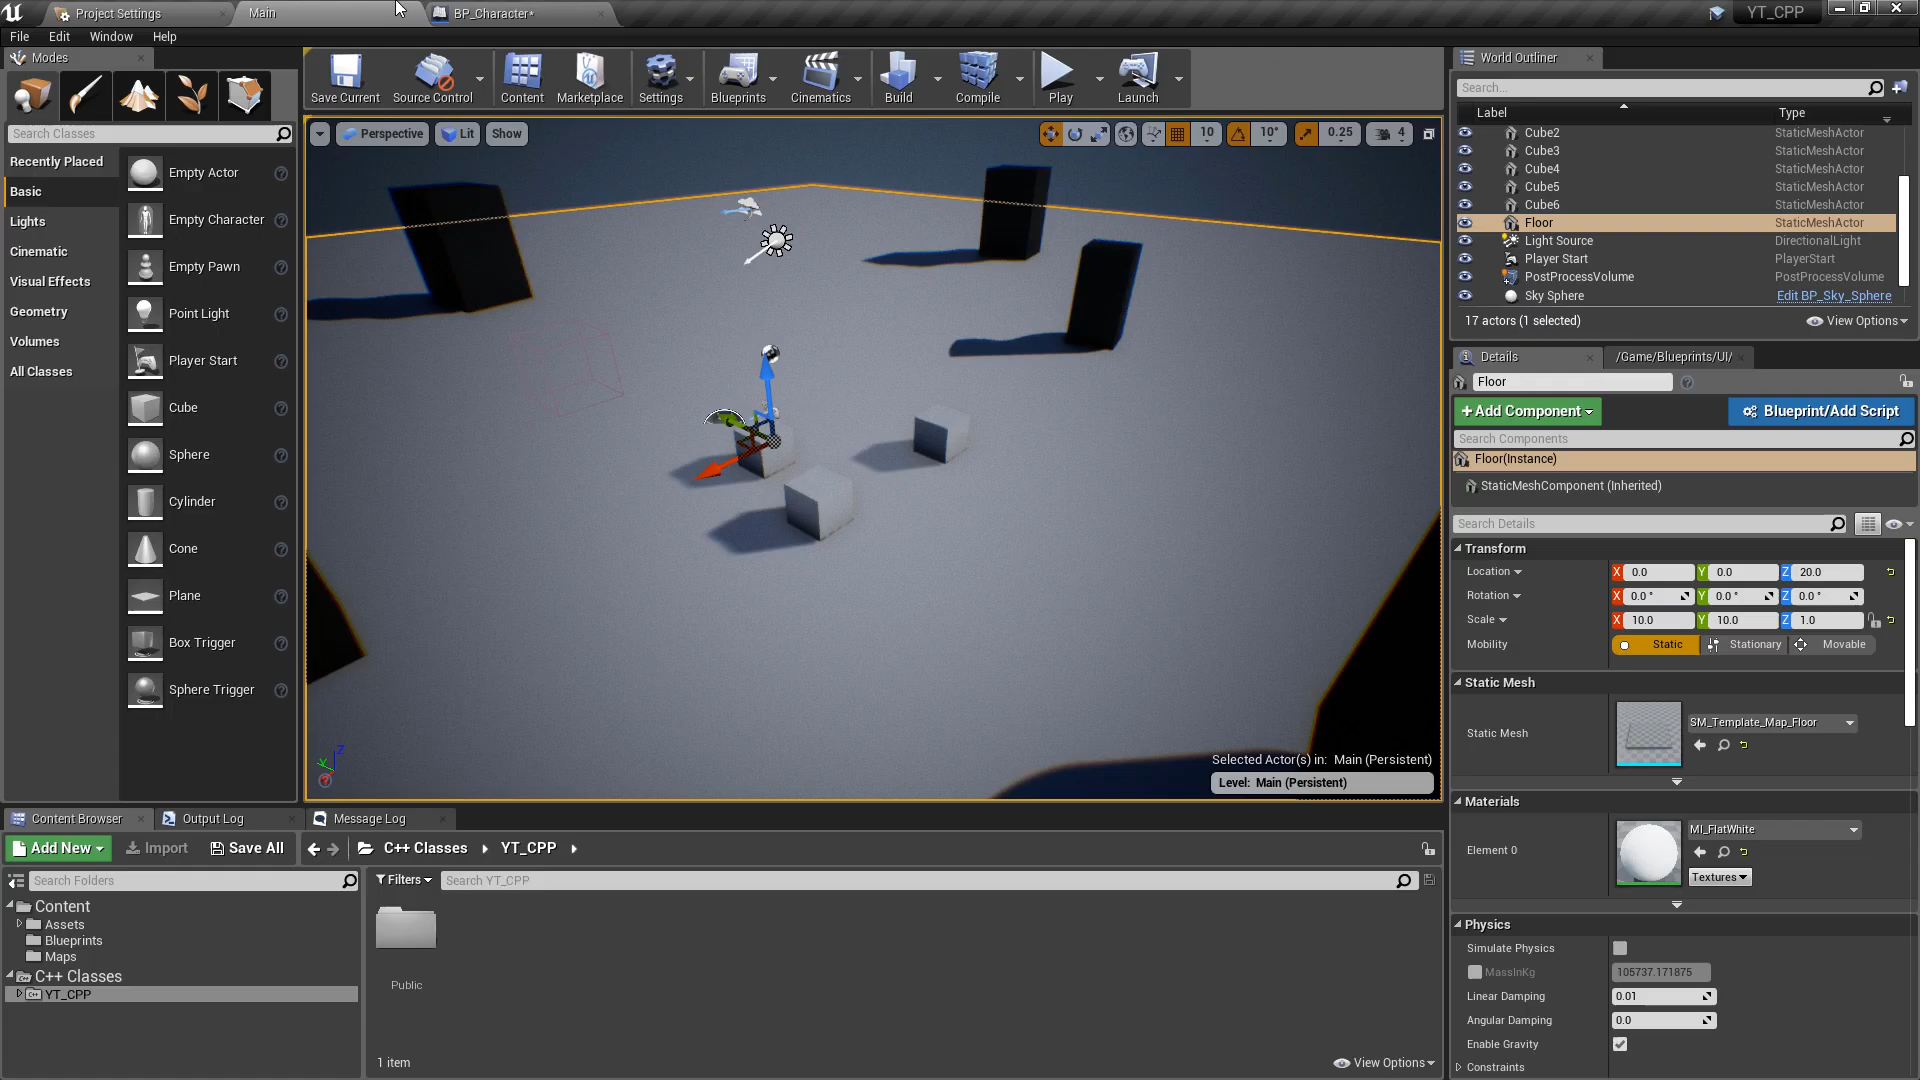 Project Settings
Main
BP_Character*
YT_CPP
File
Edit
Window
Help
Modes
Search Classes
Recently Placed
Basic
Lights
Cinematic
Visual Effects
Geometry
Volumes
All Classes
Empty Actor
Empty Character
Empty Pawn
Point Light
Player Start
Cube
Sphere
Cylinder
Cone
Plane
Box Trigger
Sphere Trigger
Save Current
Source Control
Content
Marketplace
Settings
Blueprints
Cinematics
Build
Compile
Play
Launch
Perspective
Lit
Show
10
10°
0.25
4
Z
Selected Actor(s) in: Main (Persistent)
Level: Main (Persistent)
World Outliner
Search...
Label
Type
Cube2 StaticMeshActor
Cube3 StaticMeshActor
Cube4 StaticMeshActor
Cube5 StaticMeshActor
Cube6 StaticMeshActor
Floor StaticMeshActor
Light Source DirectionalLight
Player Start PlayerStart
PostProcessVolume PostProcessVolume
Sky Sphere Edit BP_Sky_Sphere
17 actors (1 selected)
View Options
Details
/Game/Blueprints/UI/
Floor
+Add Component
Blueprint/Add Script
Search Components
Floor(Instance)
StaticMeshComponent (Inherited)
Search Details
Transform
Location X 0.0 Y 0.0 Z 20.0
Rotation X 0.0 ° Y 0.0 ° Z 0.0 °
Scale X 10.0 Y 10.0 Z 1.0
Mobility Static Stationary Movable
Static Mesh
Static Mesh
SM_Template_Map_Floor
Materials
Element 0
MI_FlatWhite
Textures
Physics
Simulate Physics
MassInKg 105737.171875
Linear Damping 0.01
Angular Damping 0.0
Enable Gravity
Constraints
Content Browser
Output Log
Message Log
Add New
Import
Save All
C++ Classes
YT_CPP
Search Folders
Filters
Search YT_CPP
Content
Assets
Blueprints
Maps
C++ Classes
YT_CPP
Public
1 item
View Options